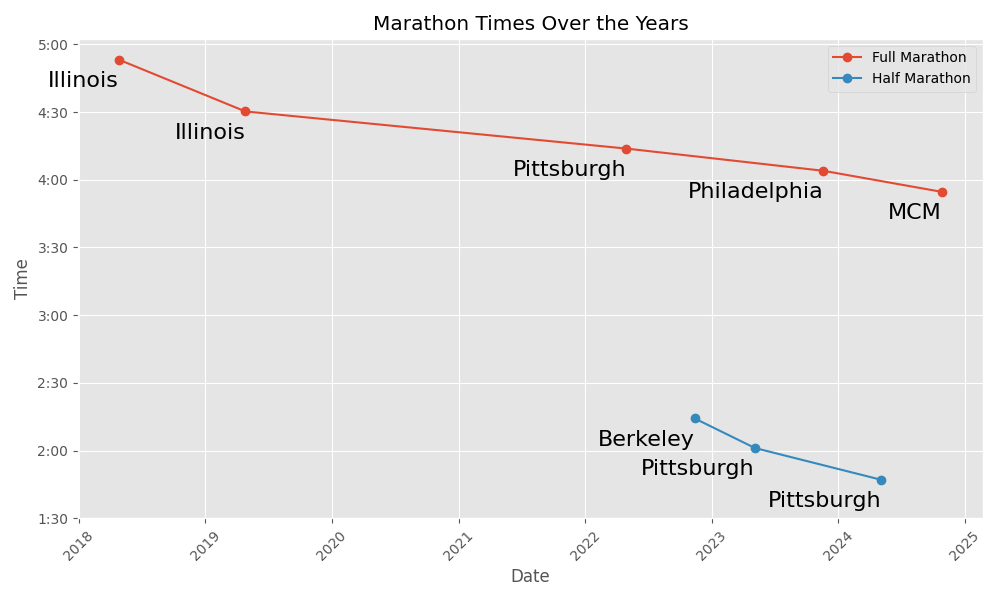 Marathon Times Over the Years
Full Marathon
Half Marathon
5:00
4:30
4:00
3:30
3:00
2:30
2:00
1:30
Time
Illinois
Illinois
Pittsburgh
Philadelphia
MCM
Berkeley
Pittsburgh
Pittsburgh
2018
2019
2020
2021
2022
2023
2024
2025
Date